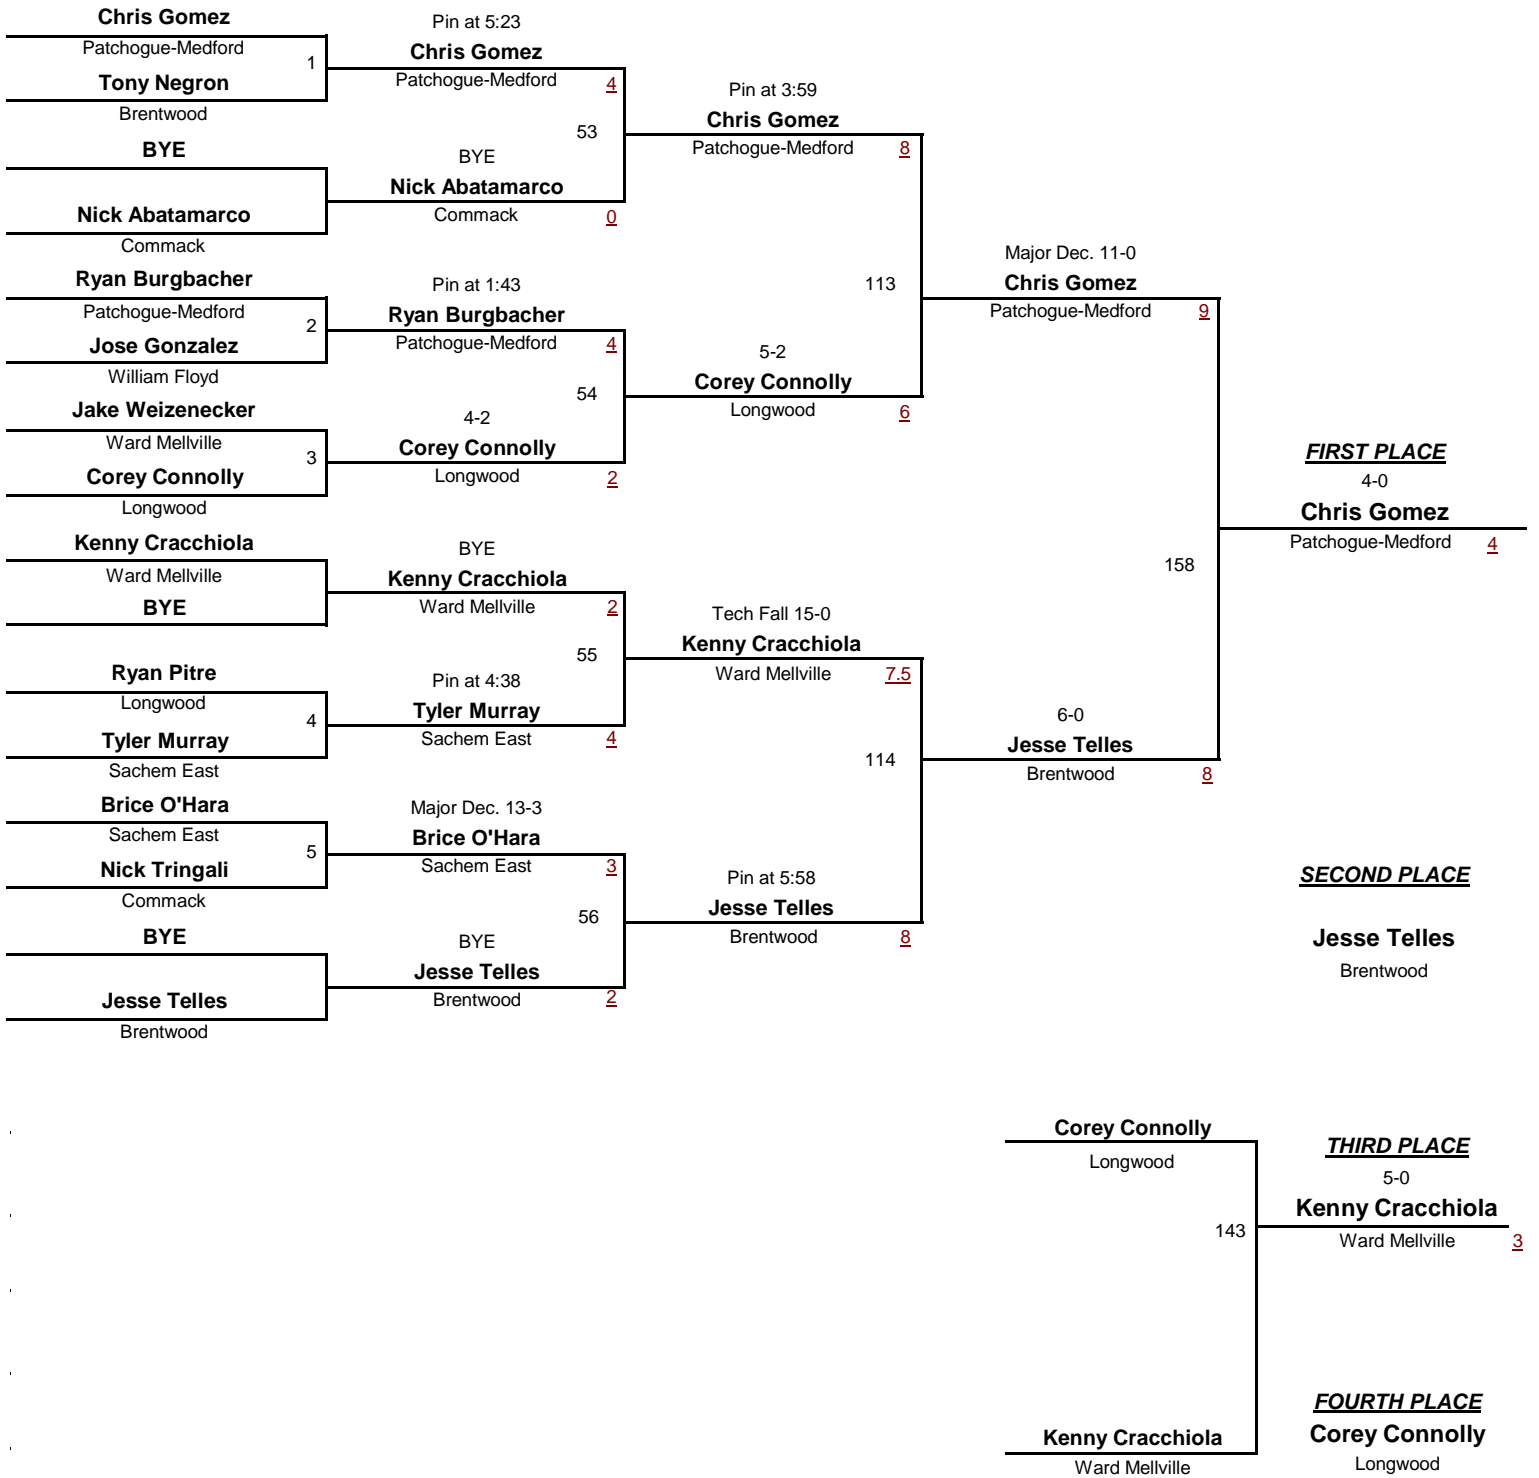 Chris Gomez
Patchogue-Medford
1
Tony Negron
Brentwood
BYE
Nick Abatamarco
Commack
Ryan Burgbacher
Patchogue-Medford
2
Jose Gonzalez
William Floyd
Jake Weizenecker
Ward Mellville
3
Corey Connolly
Longwood
Kenny Cracchiola
Ward Mellville
BYE
Ryan Pitre
Longwood
4
Tyler Murray
Sachem East
Brice O'Hara
Sachem East
5
Nick Tringali
Commack
BYE
Jesse Telles
Brentwood
Pin at 5:23
Chris Gomez
Patchogue-Medford 4
53
BYE
Nick Abatamarco
Commack 0
Pin at 1:43
Ryan Burgbacher
Patchogue-Medford 4
54
4-2
Corey Connolly
Longwood 2
BYE
Kenny Cracchiola
Ward Mellville 2
55
Pin at 4:38
Tyler Murray
Sachem East 4
Major Dec. 13-3
Brice O'Hara
Sachem East 3
56
BYE
Jesse Telles
Brentwood 2
Pin at 3:59
Chris Gomez
Patchogue-Medford 8
113
5-2
Corey Connolly
Longwood 6
Tech Fall 15-0
Kenny Cracchiola
Ward Mellville 7.5
114
Pin at 5:58
Jesse Telles
Brentwood 8
Major Dec. 11-0
Chris Gomez
Patchogue-Medford 9
158
6-0
Jesse Telles
Brentwood 8
FIRST PLACE
4-0
Chris Gomez
Patchogue-Medford 4
SECOND PLACE
Jesse Telles
Brentwood
Corey Connolly
Longwood
143
Kenny Cracchiola
Ward Mellville
THIRD PLACE
5-0
Kenny Cracchiola
Ward Mellville 3
FOURTH PLACE
Corey Connolly
Longwood